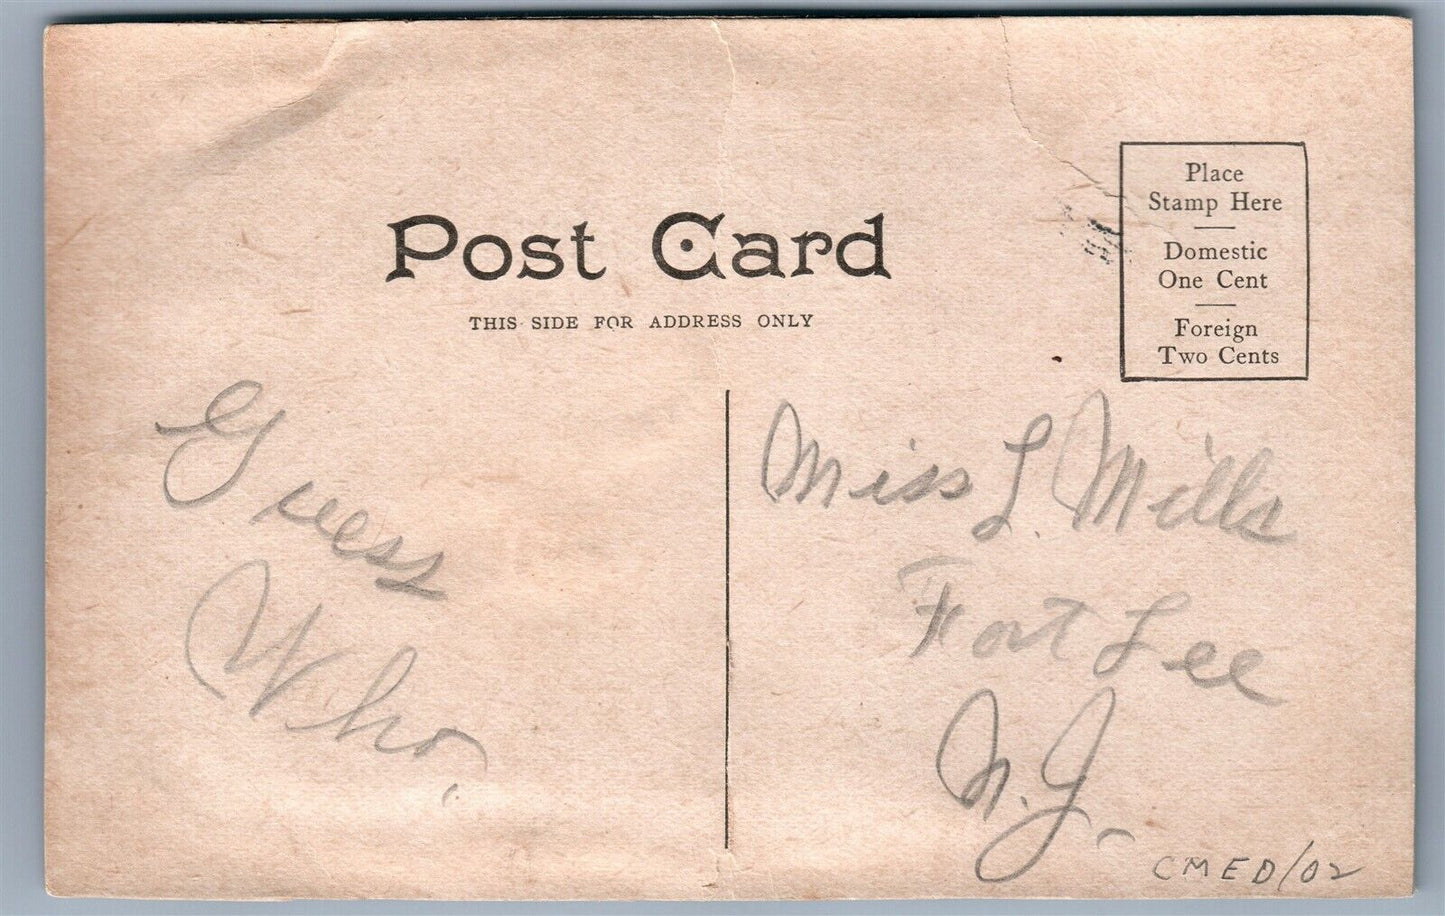 Post Card
THIS SIDE FOR ADDRESS ONLY
Place
Stamp Here
Domestic
One Cent
Foreign
Two Cents
Guess
Who.
Miss L. Mills
Fort Lee
N. J.
CMED/02